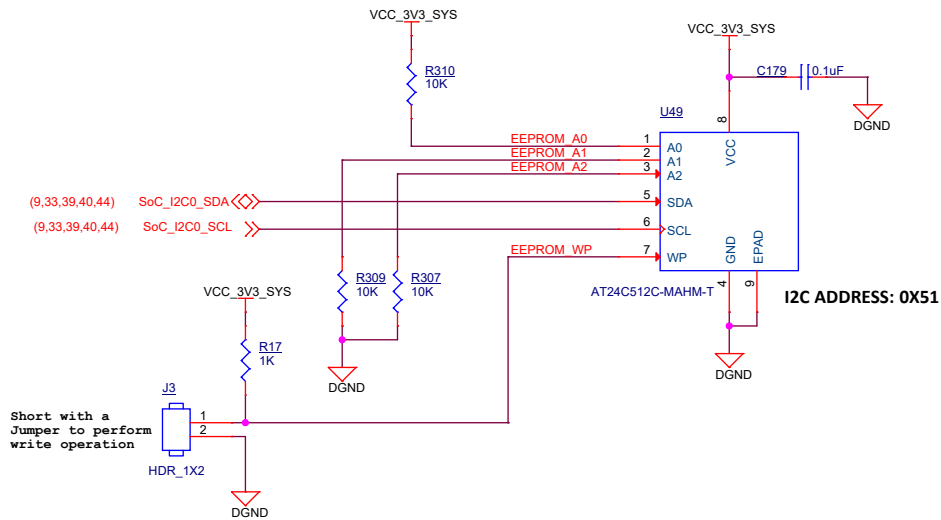 VCC_3V3_SYS
VCC_3V3_SYS
R310
10K
C179
0.1uF
DGND
U49
8
EEPROM_A0
1
A0
VCC
EEPROM_A1
2
A1
EEPROM_A2
3
A2
(9,33,39,40,44)
SoC_I2C0_SDA
5
SDA
(9,33,39,40,44)
SoC_I2C0_SCL
6
SCL
EEPROM_WP
7
WP
GND
EPAD
4
9
R309
10K
R307
10K
AT24C512C-MAHM-T
I2C ADDRESS: 0X51
VCC_3V3_SYS
R17
1K
DGND
DGND
J3
Short with a
Jumper to perform
write operation
1
2
HDR_1X2
DGND